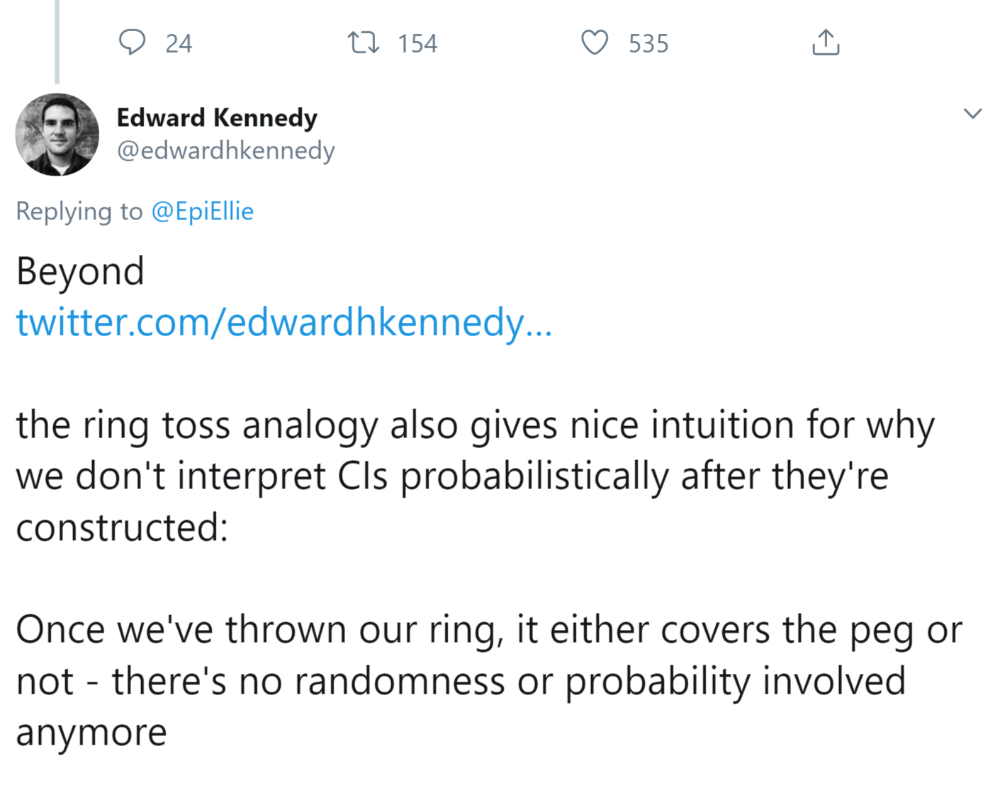 24 154 535
Edward Kennedy
@edwardhkennedy
Replying to @EpiEllie
Beyond
twitter.com/edwardhkennedy...
the ring toss analogy also gives nice intuition for why
we don't interpret CIs probabilistically after they're
constructed:
Once we've thrown our ring, it either covers the peg or
not - there's no randomness or probability involved
anymore